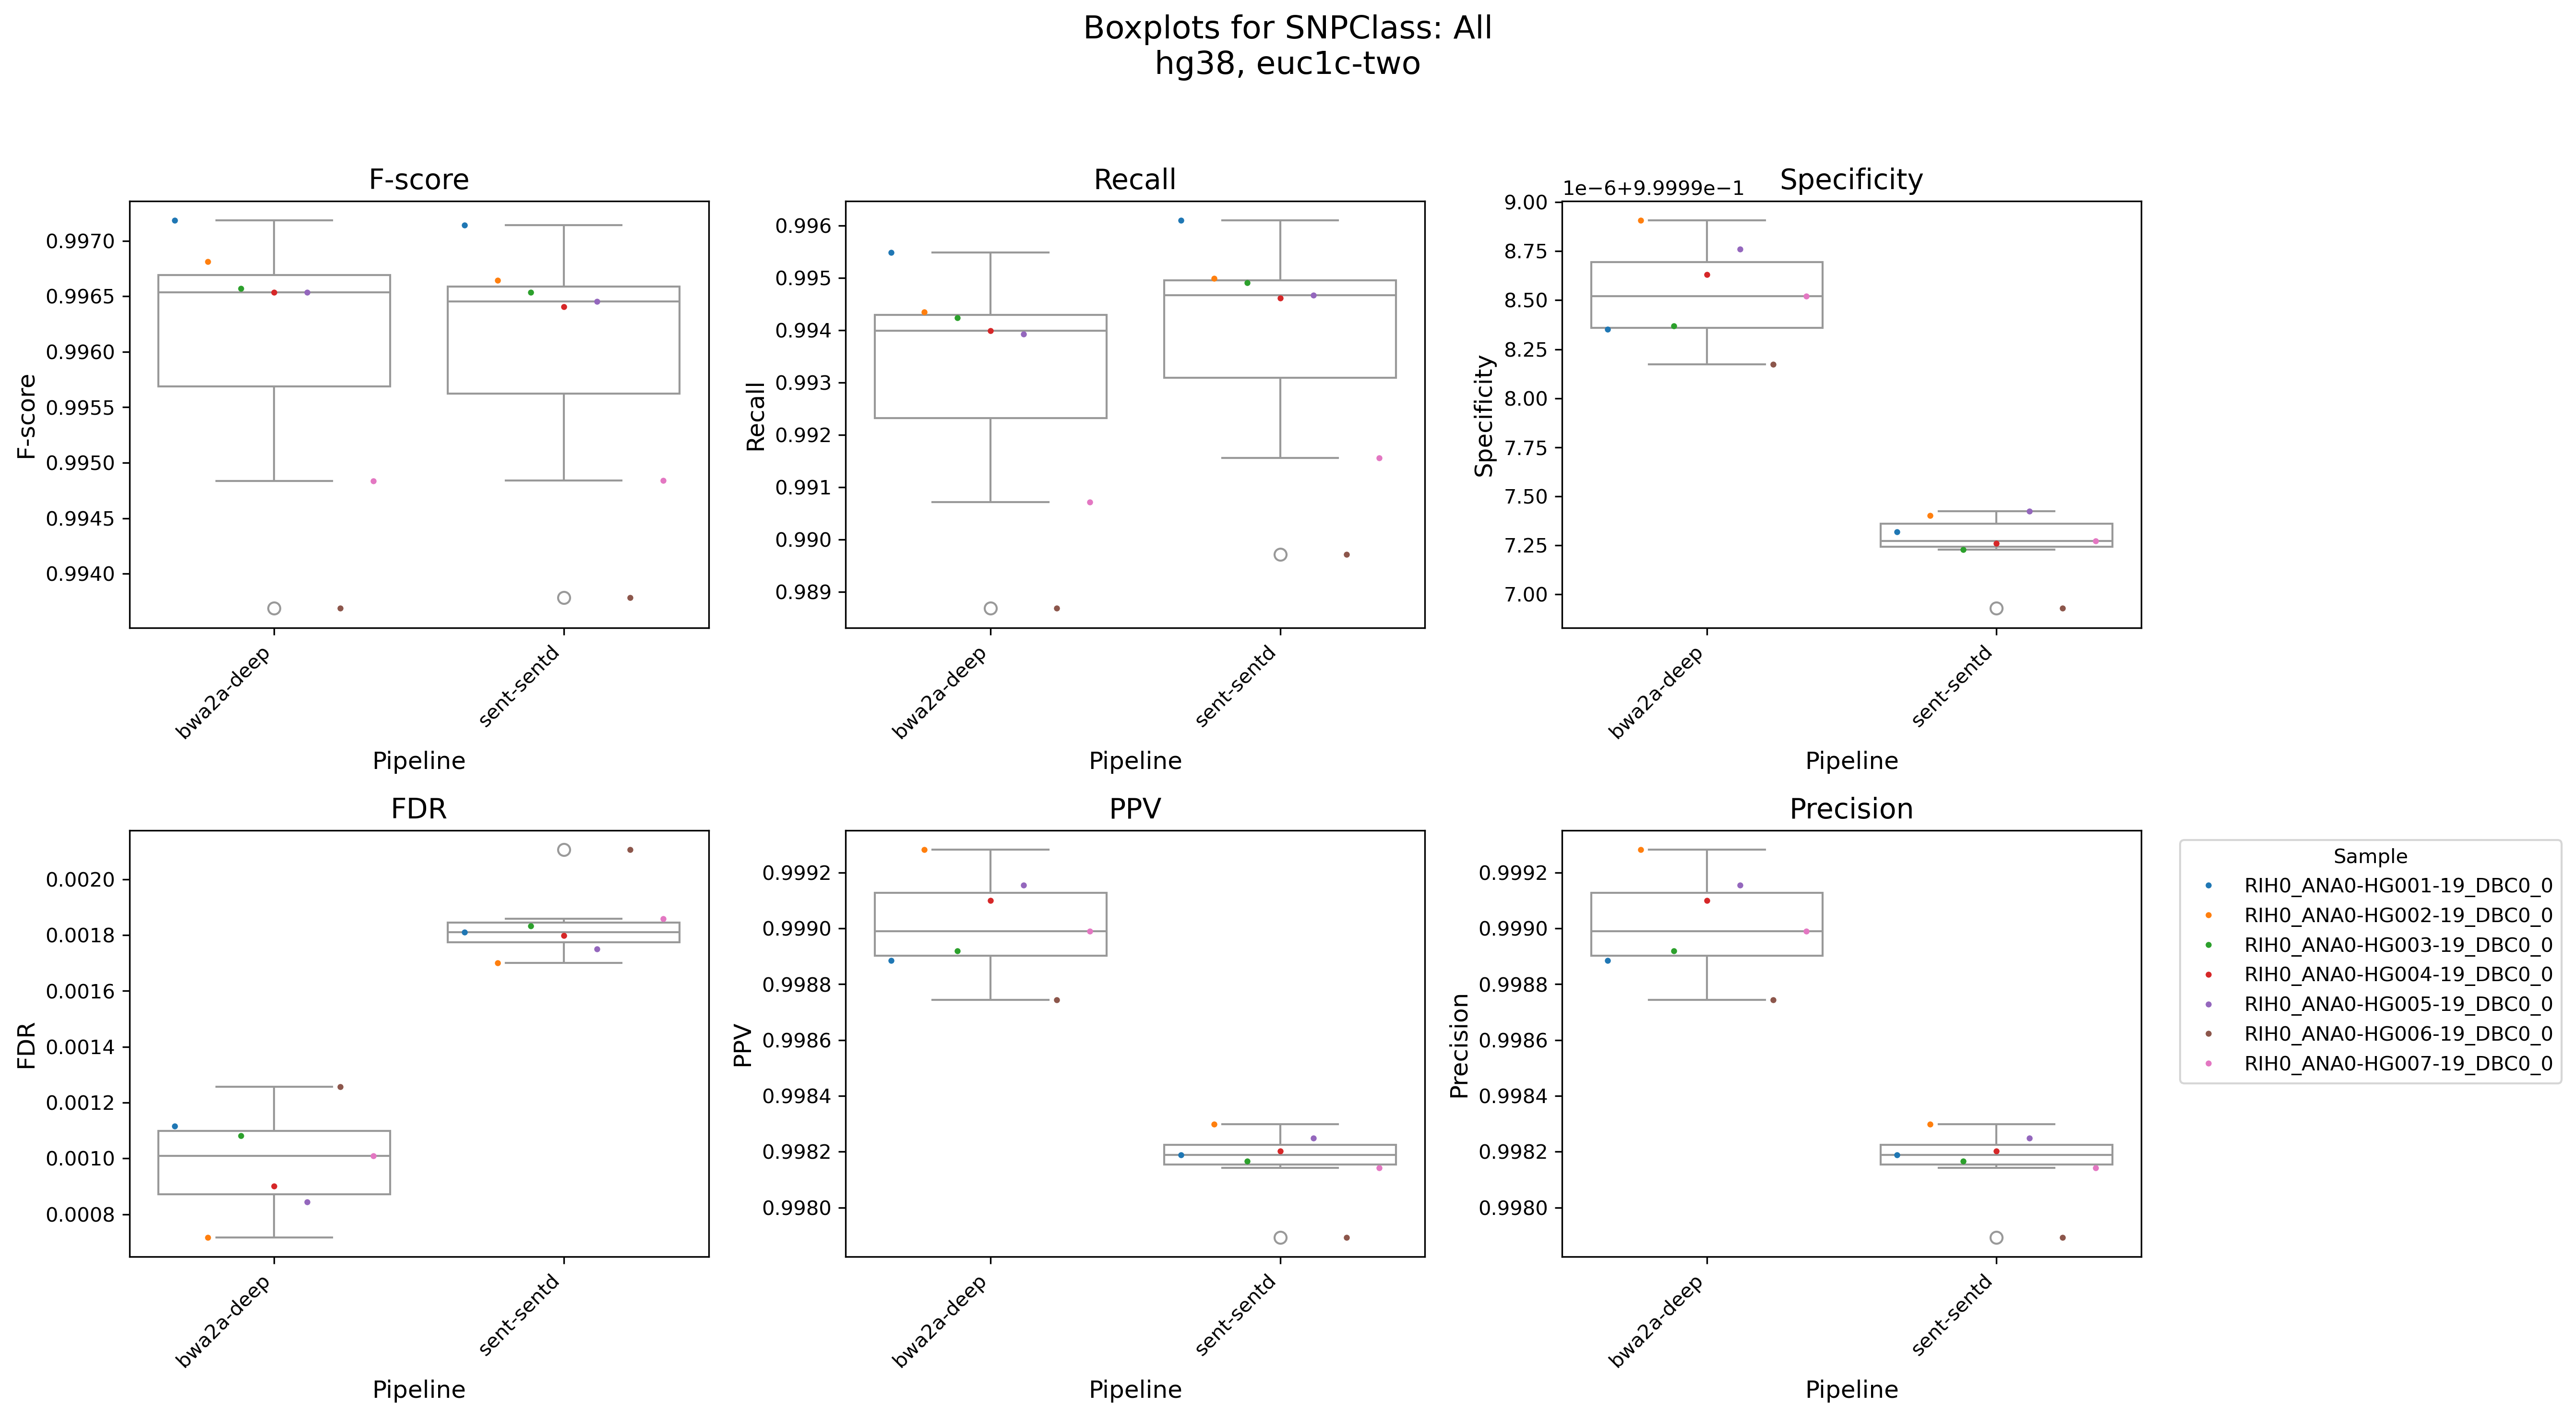 Boxplots for SNPClass: All
hg38, euc1c-two
F-score
F-score
0.9970
0.9965
0.9960
0.9955
0.9950
0.9945
0.9940
bwa2a-deep
sent-sentd
Pipeline
Recall
Recall
0.996
0.995
0.994
0.993
0.992
0.991
0.990
0.989
bwa2a-deep
sent-sentd
Pipeline
Specificity
1e−6+9.9999e−1
Specificity
9.00
8.75
8.50
8.25
8.00
7.75
7.50
7.25
7.00
bwa2a-deep
sent-sentd
Pipeline
FDR
FDR
0.0020
0.0018
0.0016
0.0014
0.0012
0.0010
0.0008
bwa2a-deep
sent-sentd
Pipeline
PPV
PPV
0.9992
0.9990
0.9988
0.9986
0.9984
0.9982
0.9980
bwa2a-deep
sent-sentd
Pipeline
Precision
Precision
0.9992
0.9990
0.9988
0.9986
0.9984
0.9982
0.9980
bwa2a-deep
sent-sentd
Pipeline
Sample
RIH0_ANA0-HG001-19_DBC0_0
RIH0_ANA0-HG002-19_DBC0_0
RIH0_ANA0-HG003-19_DBC0_0
RIH0_ANA0-HG004-19_DBC0_0
RIH0_ANA0-HG005-19_DBC0_0
RIH0_ANA0-HG006-19_DBC0_0
RIH0_ANA0-HG007-19_DBC0_0